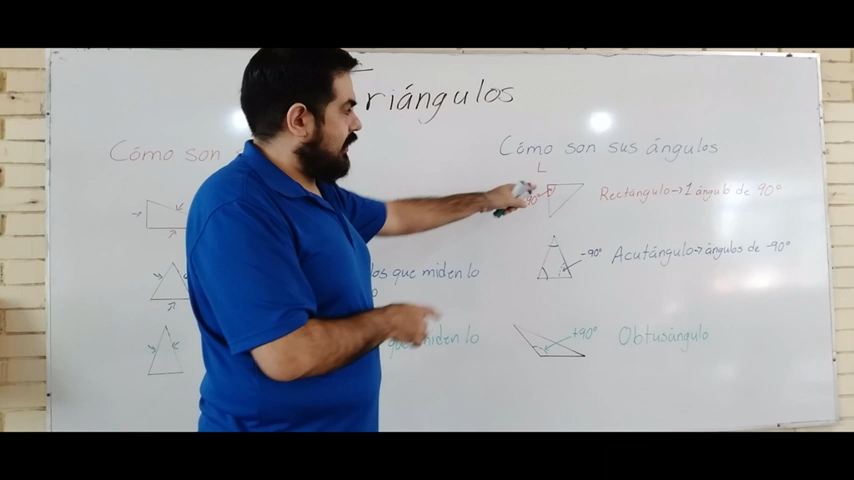 Triángulos
Cómo son
Cómo son sus ángulos
90°
Rectángulo→1 ángulo de 90°
los que miden lo
-90°
Acutángulo→ángulos de -90°
que miden lo
+90°
Obtusángulo